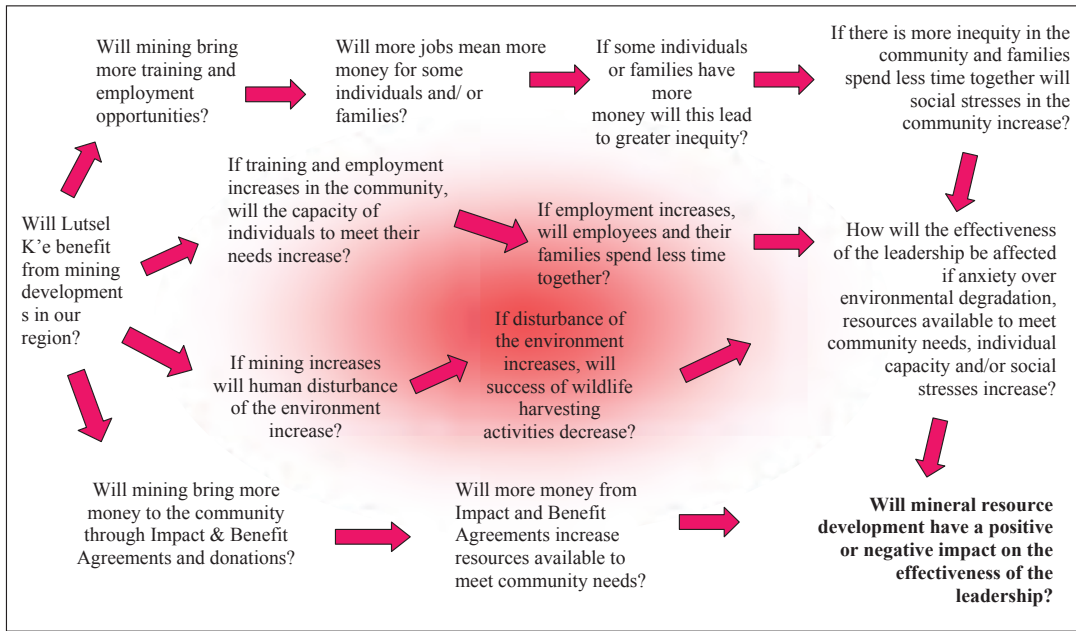 Will mining bring
more training and
employment
opportunities?
Will more jobs mean more
money for some
individuals and/ or
families?
If some individuals
or families have
more
money will this lead
to greater inequity?
If there is more inequity in the
community and families
spend less time together will
social stresses in the
community increase?
Will Lutsel
K'e benefit
from mining
development
s in our
region?
If training and employment
increases in the community,
will the capacity of
individuals to meet their
needs increase?
If employment increases,
will employees and their
families spend less time
together?
How will the effectiveness
of the leadership be affected
if anxiety over
environmental degradation,
resources available to meet
community needs, individual
capacity and/or social
stresses increase?
If mining increases
will human disturbance
of the environment
increase?
If disturbance of
the environment
increases, will
success of wildlife
harvesting
activities decrease?
Will mining bring more
money to the community
through Impact & Benefit
Agreements and donations?
Will more money from
Impact and Benefit
Agreements increase
resources available to
meet community needs?
Will mineral resource
development have a positive
or negative impact on the
effectiveness of the
leadership?